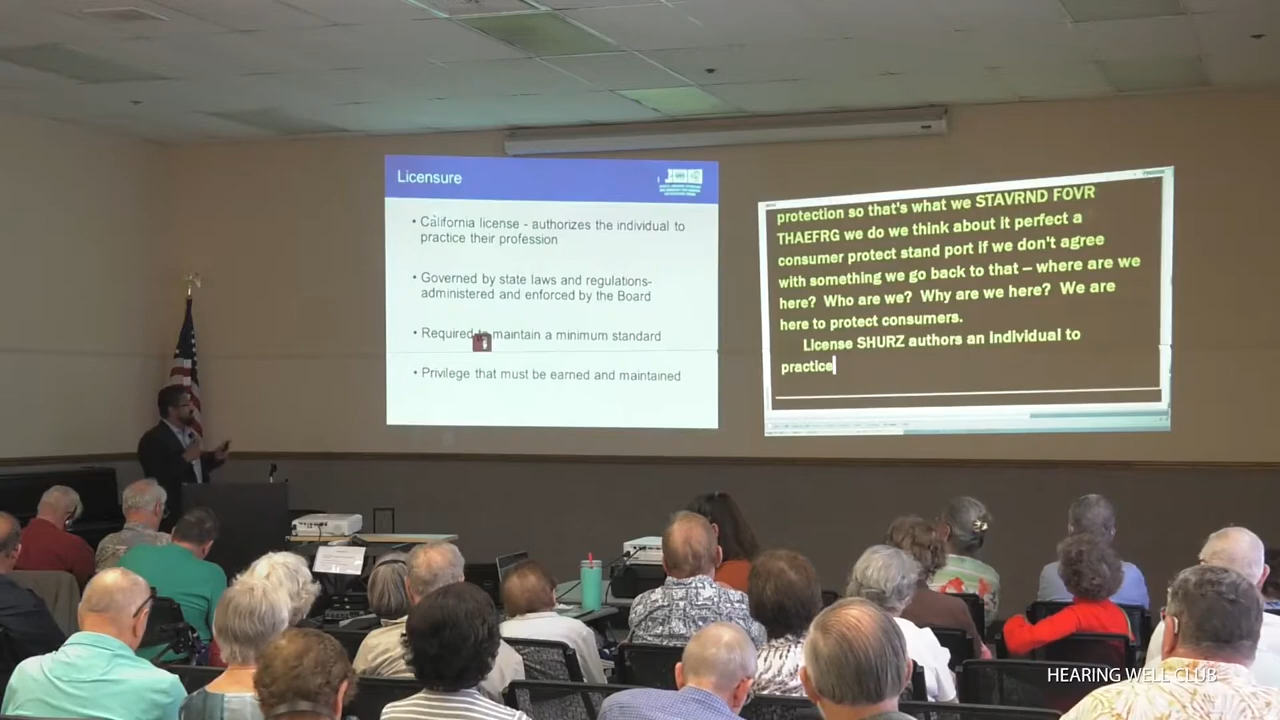 Licensure
• California license - authorizes the individual to
practice their profession
• Governed by state laws and regulations-
administered and enforced by the Board
• Required to maintain a minimum standard
• Privilege that must be earned and maintained
protection so that's what we STAVRND FOVR
THAEFRG we do we think about it perfect a
consumer protect stand port if we don't agree
with something we go back to that – where are we
here? Who are we? Why are we here? We are
here to protect consumers.
License SHURZ authors an individual to
practice
HEARING WELL CLUB